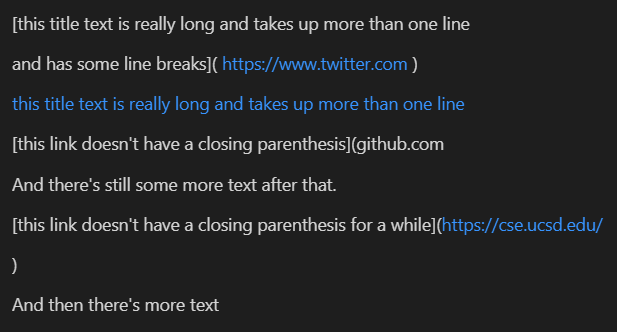 [this title text is really long and takes up more than one line
and has some line breaks]( https://www.twitter.com )
this title text is really long and takes up more than one line
[this link doesn't have a closing parenthesis](github.com
And there's still some more text after that.
[this link doesn't have a closing parenthesis for a while](https://cse.ucsd.edu/
)
And then there's more text